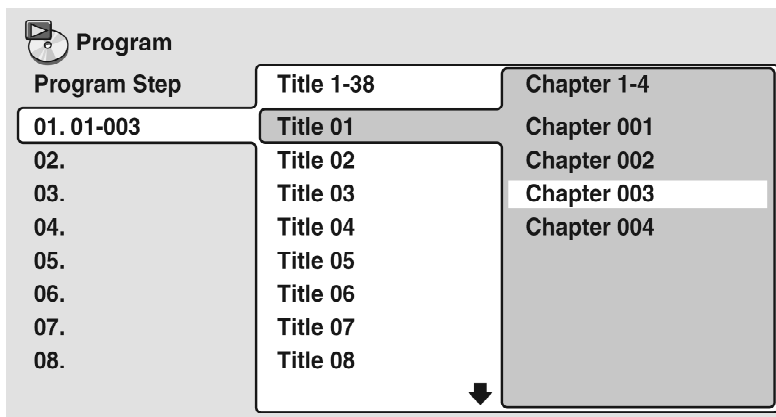 Program
Program Step Title 1-38 Chapter 1-4
01. 01-003 Title 01 Chapter 001
02. Title 02 Chapter 002
03. Title 03 Chapter 003
04. Title 04 Chapter 004
05. Title 05
06. Title 06
07. Title 07
08. Title 08